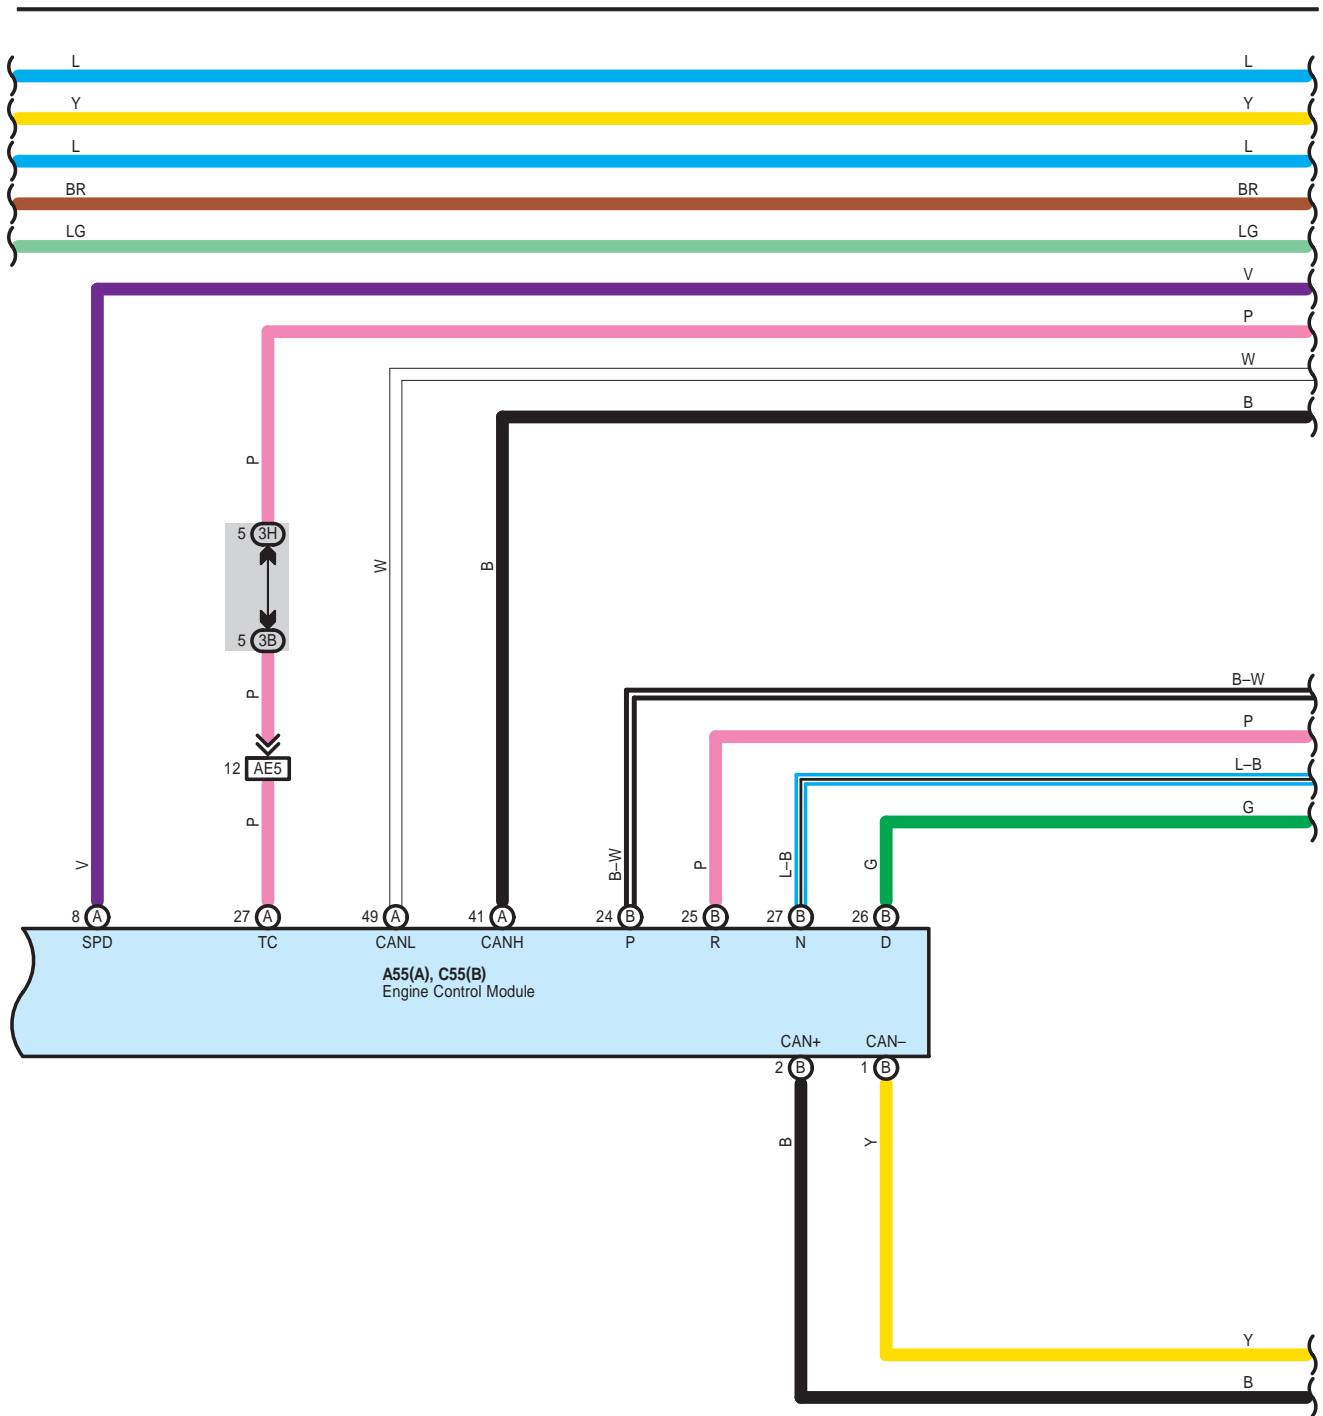 L L
Y Y
L L
BR BR
LG LG
V
P
W
B
P
5 3H
W B
5 3B
B–W
P
P
L–B
12 AE5
G
P
V B–W P L–B G
8 A 27 A 49 A 41 A 24 B 25 B 27 B 26 B
SPD TC CANL CANH P R N D
A55(A), C55(B)
Engine Control Module
CAN+ CAN–
2 B 1 B
B Y
Y
B